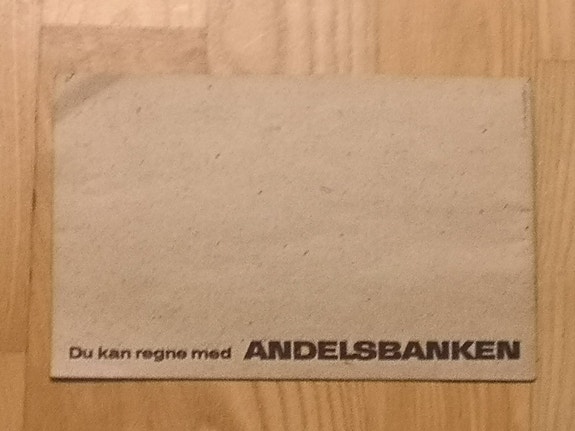 Du kan regne med ANDELSBANKEN